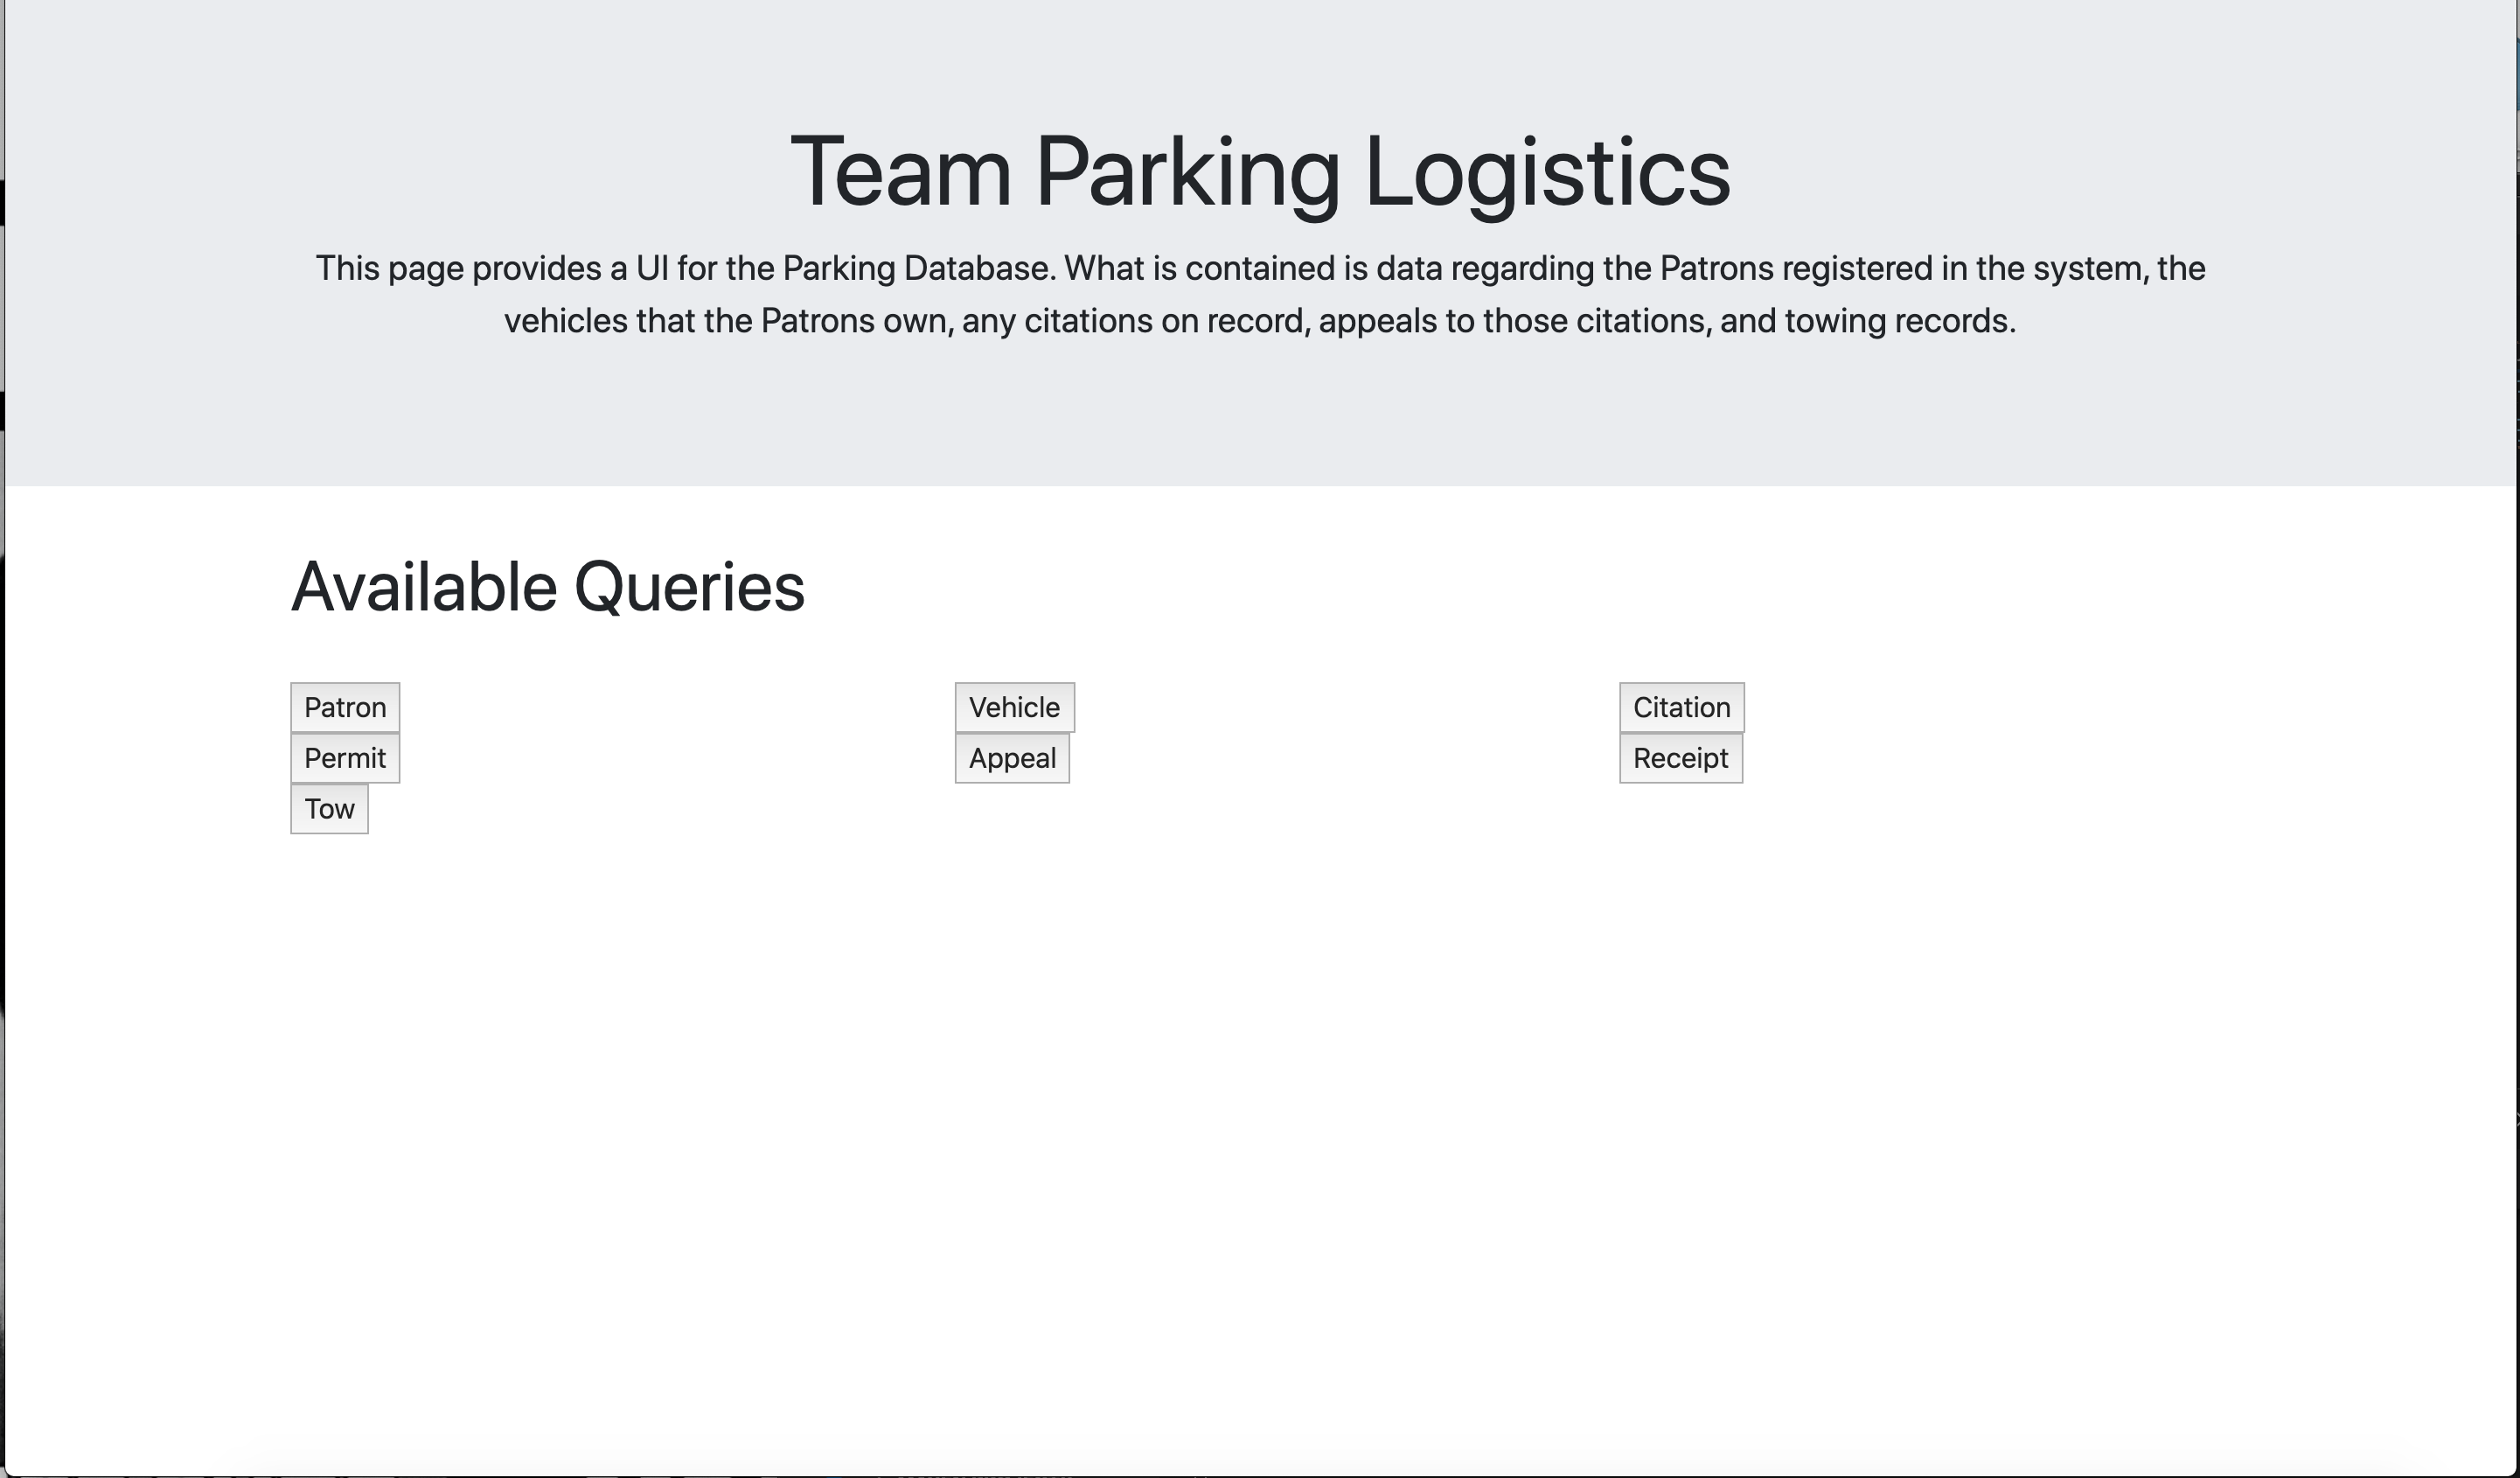 Team Parking Logistics
This page provides a UI for the Parking Database. What is contained is data regarding the Patrons registered in the system, the
vehicles that the Patrons own, any citations on record, appeals to those citations, and towing records.
Available Queries
Patron Vehicle Citation
Permit Appeal Receipt
Tow